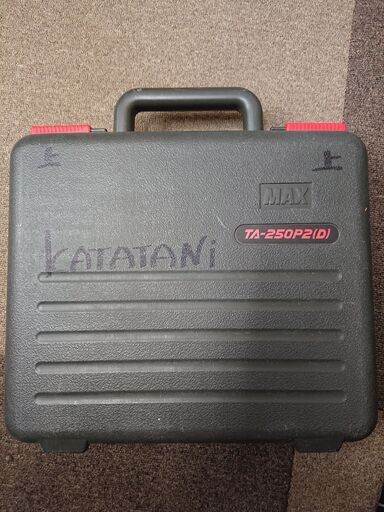 上 上
MAX
TA-250P2(D)
KATATANi